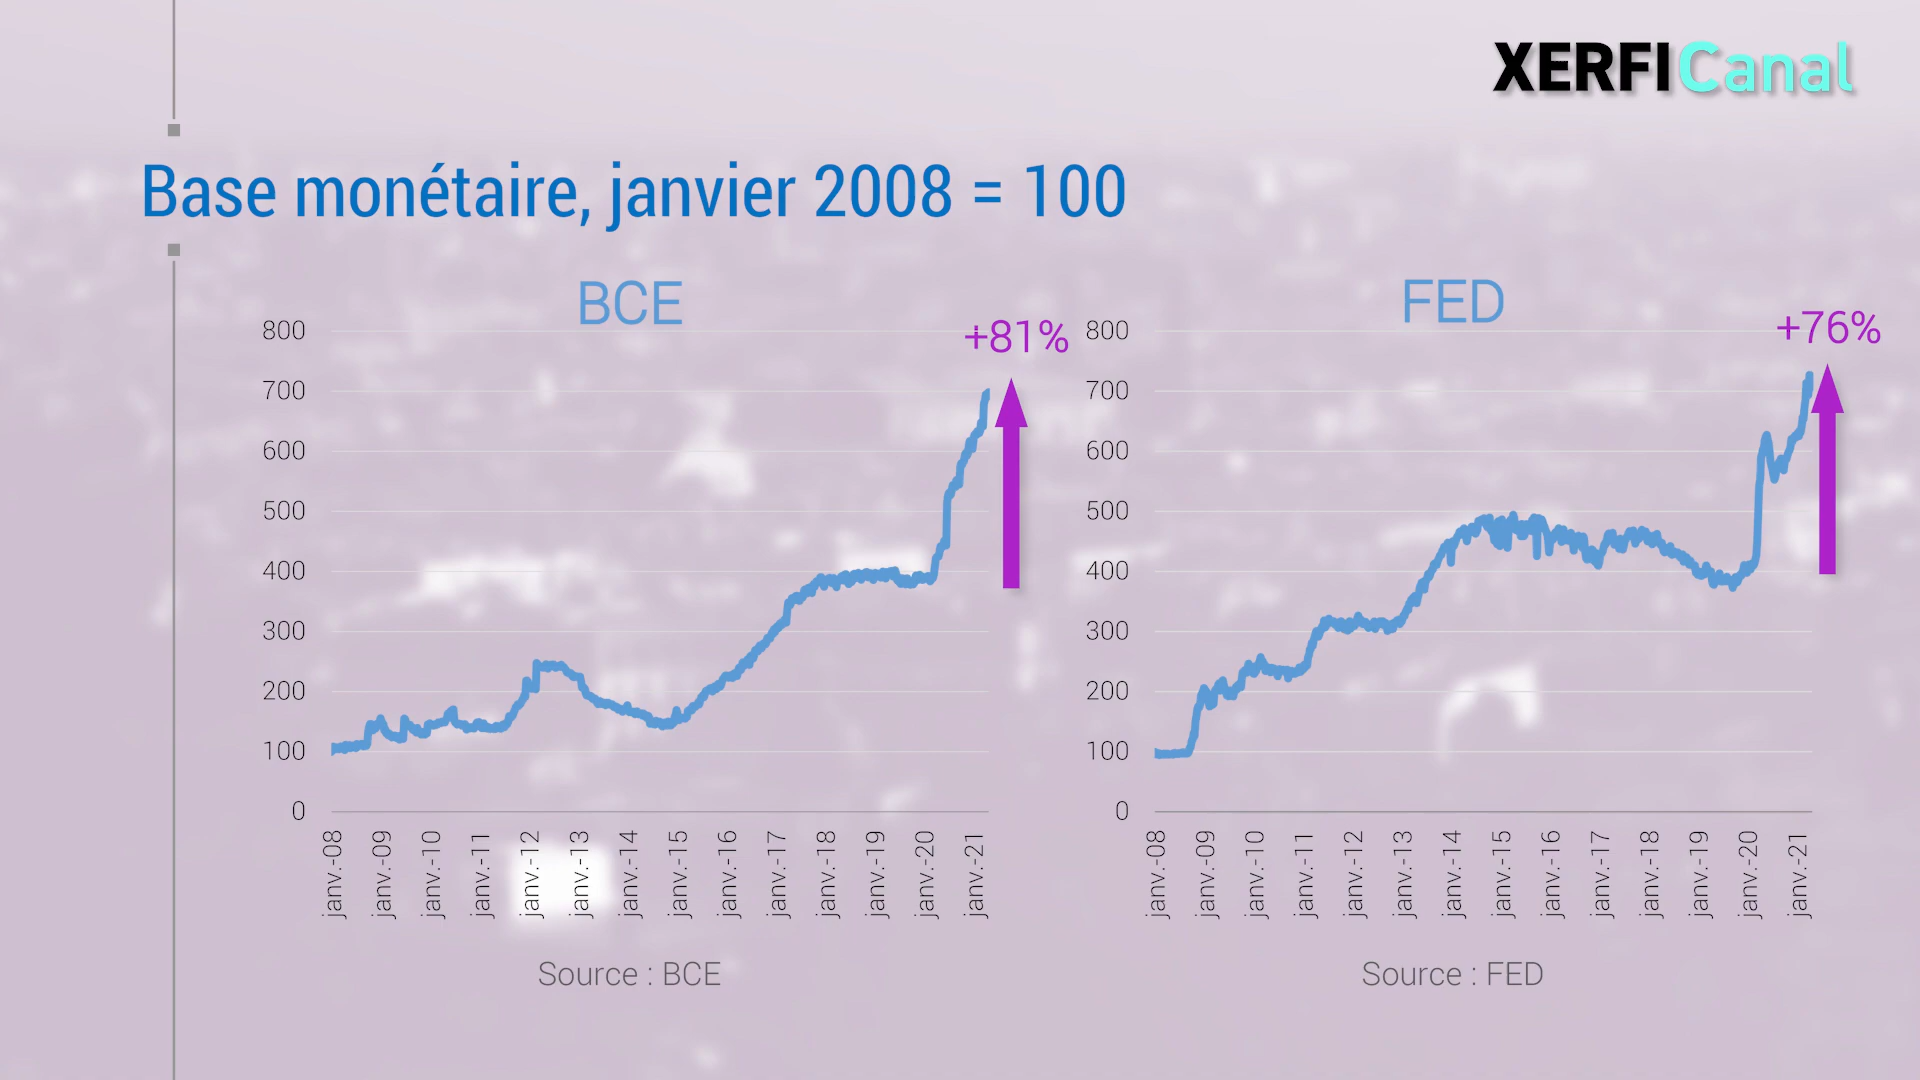 XERFI Canal
Base monétaire, janvier 2008 = 100
BCE
+81%
800
700
600
500
400
300
200
100
0
janv.-08
janv.-09
janv.-10
janv.-11
janv.-12
janv.-13
janv.-14
janv.-15
janv.-16
janv.-17
janv.-18
janv.-19
janv.-20
janv.-21
Source : BCE
FED
+76%
800
700
600
500
400
300
200
100
0
janv.-08
janv.-09
janv.-10
janv.-11
janv.-12
janv.-13
janv.-14
janv.-15
janv.-16
janv.-17
janv.-18
janv.-19
janv.-20
janv.-21
Source : FED